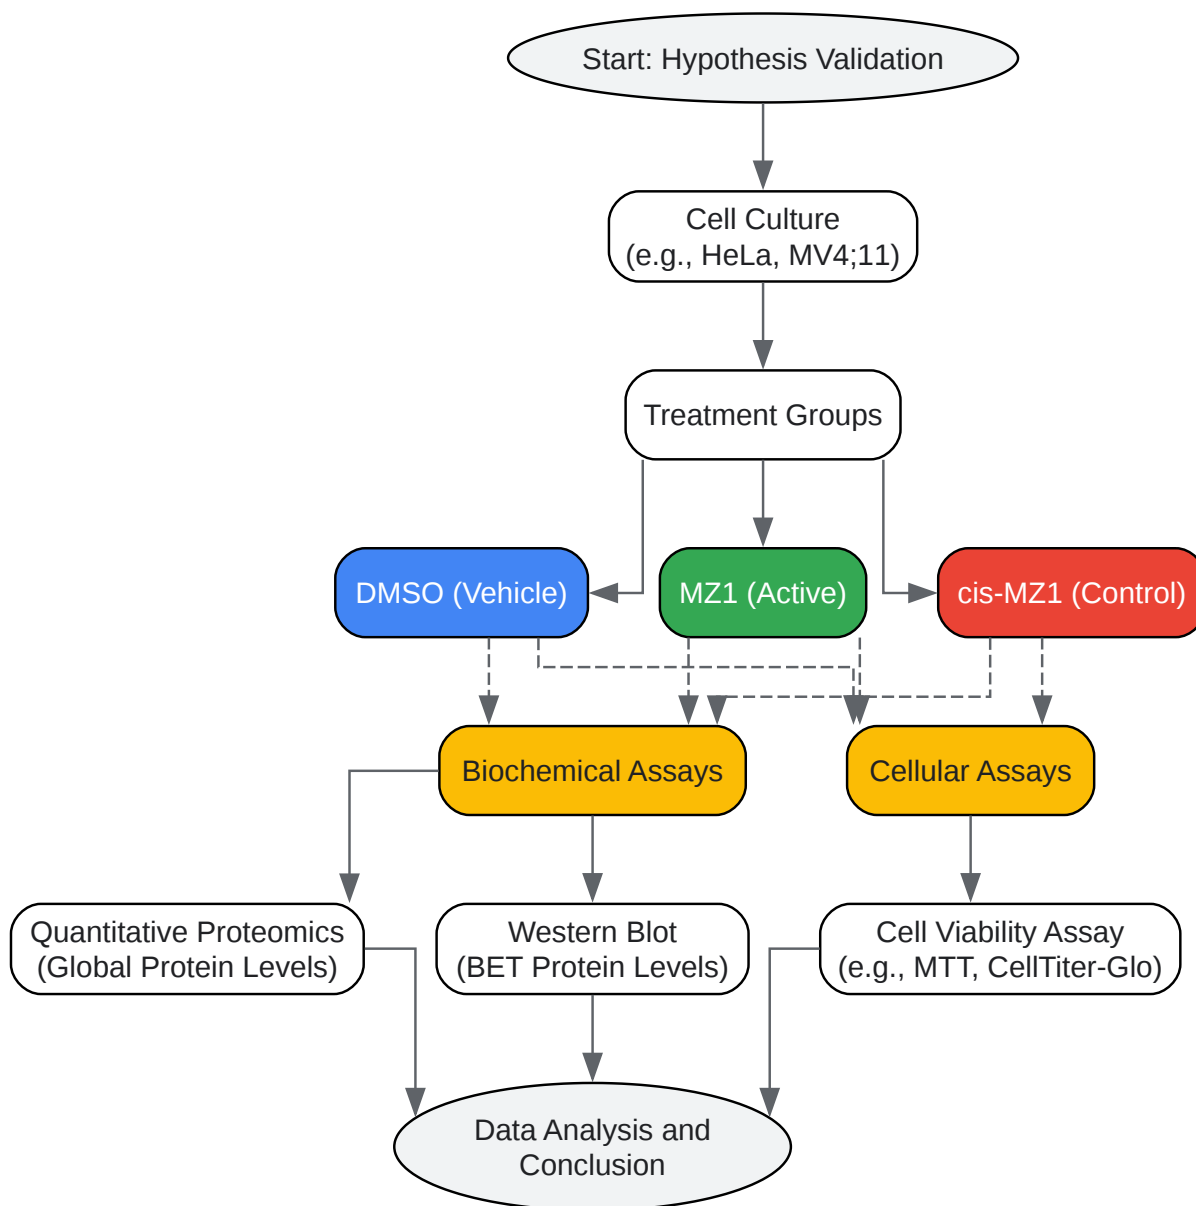 Start: Hypothesis Validation
Cell Culture
(e.g., HeLa, MV4;11)
Treatment Groups
DMSO (Vehicle)
MZ1 (Active)
cis-MZ1 (Control)
Biochemical Assays
Cellular Assays
Quantitative Proteomics
(Global Protein Levels)
Western Blot
(BET Protein Levels)
Cell Viability Assay
(e.g., MTT, CellTiter-Glo)
Data Analysis and
Conclusion